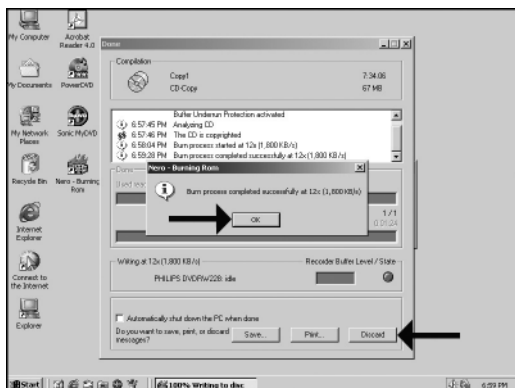 My Computer
Acrobat
Reader 4.0
Done
Compilation
Copy1
7:34.06
CD-Copy
67 MB
My Documents
PowerDVD
Buffer Underrun Protection activated
6:57:45 PM Analyzing CD
6:57:46 PM The CD is copyrighted
6:58:04 PM Burn process started at 12x (1,800 KB/s)
6:59:28 PM Burn process completed successfully at 12x (1,800 KB/s)
My Network
Places
Sonic MyDVD
Done
Used read
Nero - Burning Rom
Burn process completed successfully at 12x (1,800 KB/s)
OK
1/1
0:01:24
Recycle Bin
Nero - Burning
Rom
Internet
Explorer
Writing at 12x (1,800 KB/s)
Recorder Buffer Level / State
PHILIPS DVDRW228: idle
Connect to
the Internet
Explorer
Automatically shut down the PC when done
Do you want to save, print, or discard
messages?
Save...
Print...
Discard
Start
100% Writing to disc
6:59 PM